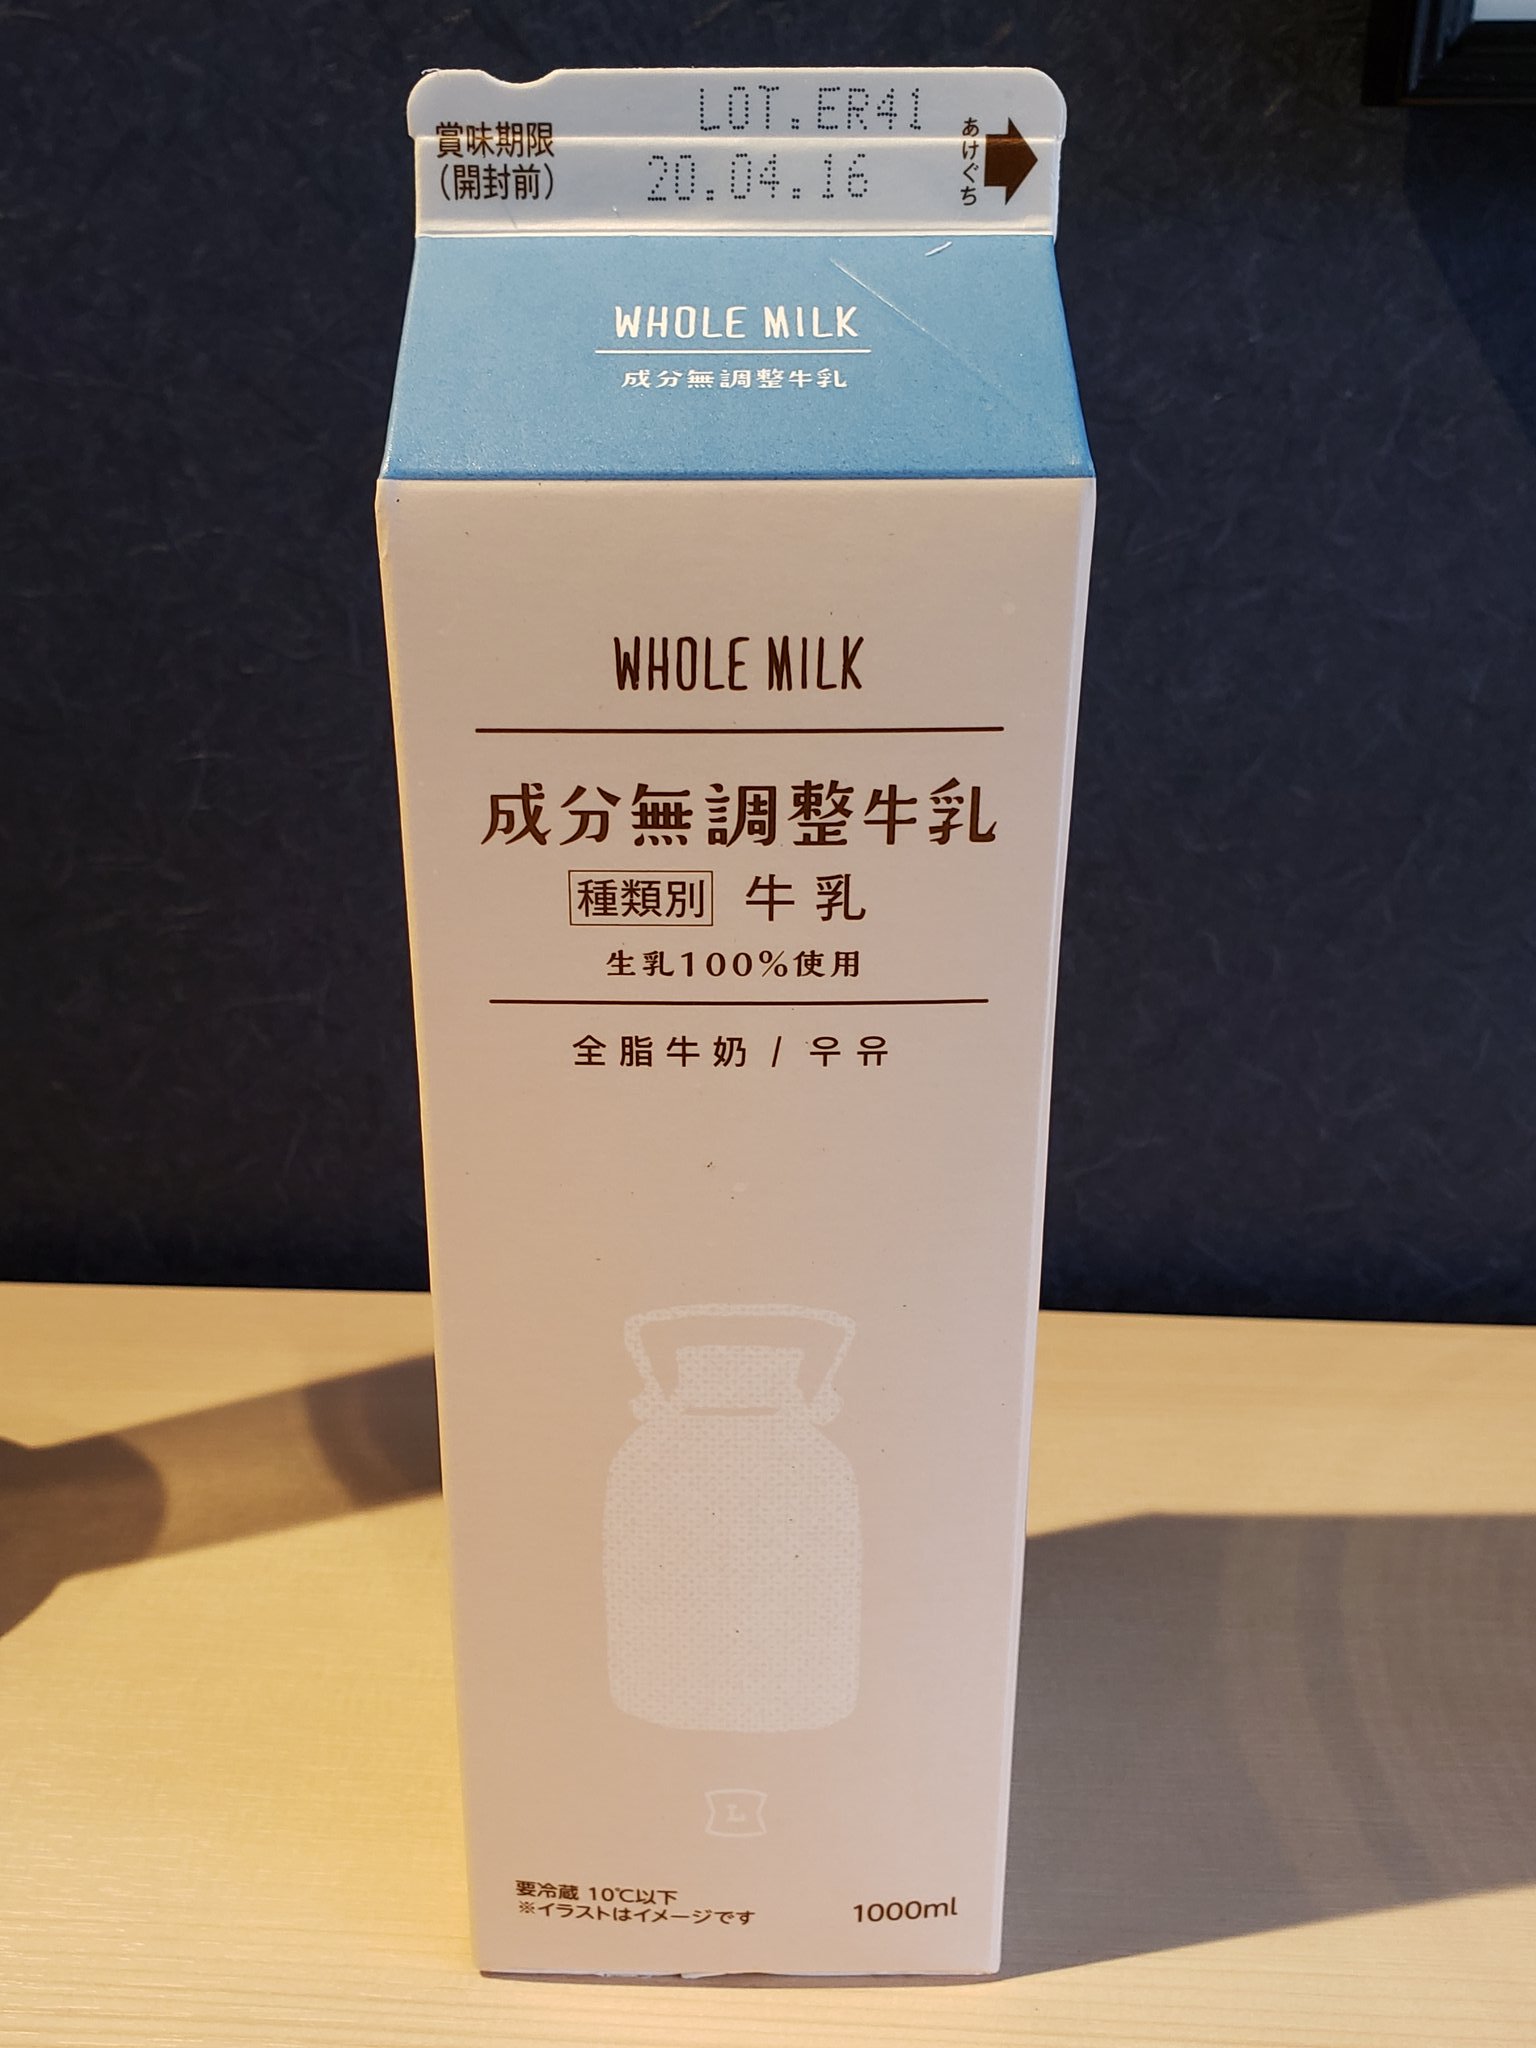 LOT.ER41
賞味期限
(開封前)
20.04.16
あけぐち
WHOLE MILK
成分無調整牛乳
WHOLE MILK
成分無調整牛乳
種類別 牛乳
生乳100%使用
全脂牛奶 / 우유
L
要冷蔵 10℃以下
※イラストはイメージです
1000ml